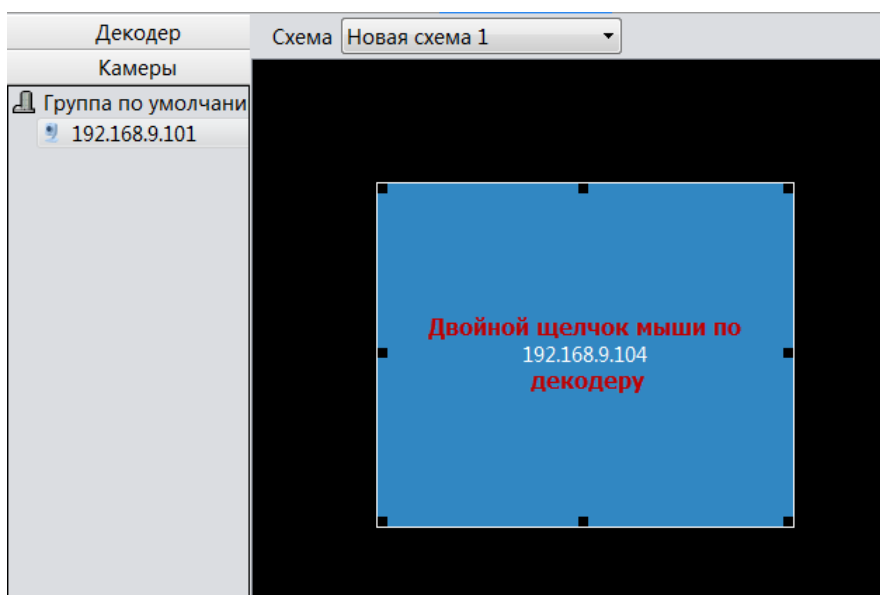 Декодер
Схема Новая схема 1
Камеры
Группа по умолчани
192.168.9.101
Двойной щелчок мыши по
192.168.9.104
декодеру